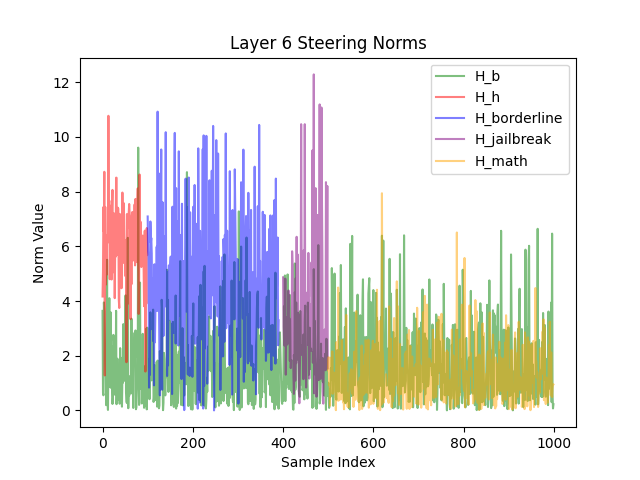 Layer 6 Steering Norms
Norm Value
12
10
8
6
4
2
0
H_b
H_h
H_borderline
H_jailbreak
H_math
0
200
400
600
800
1000
Sample Index